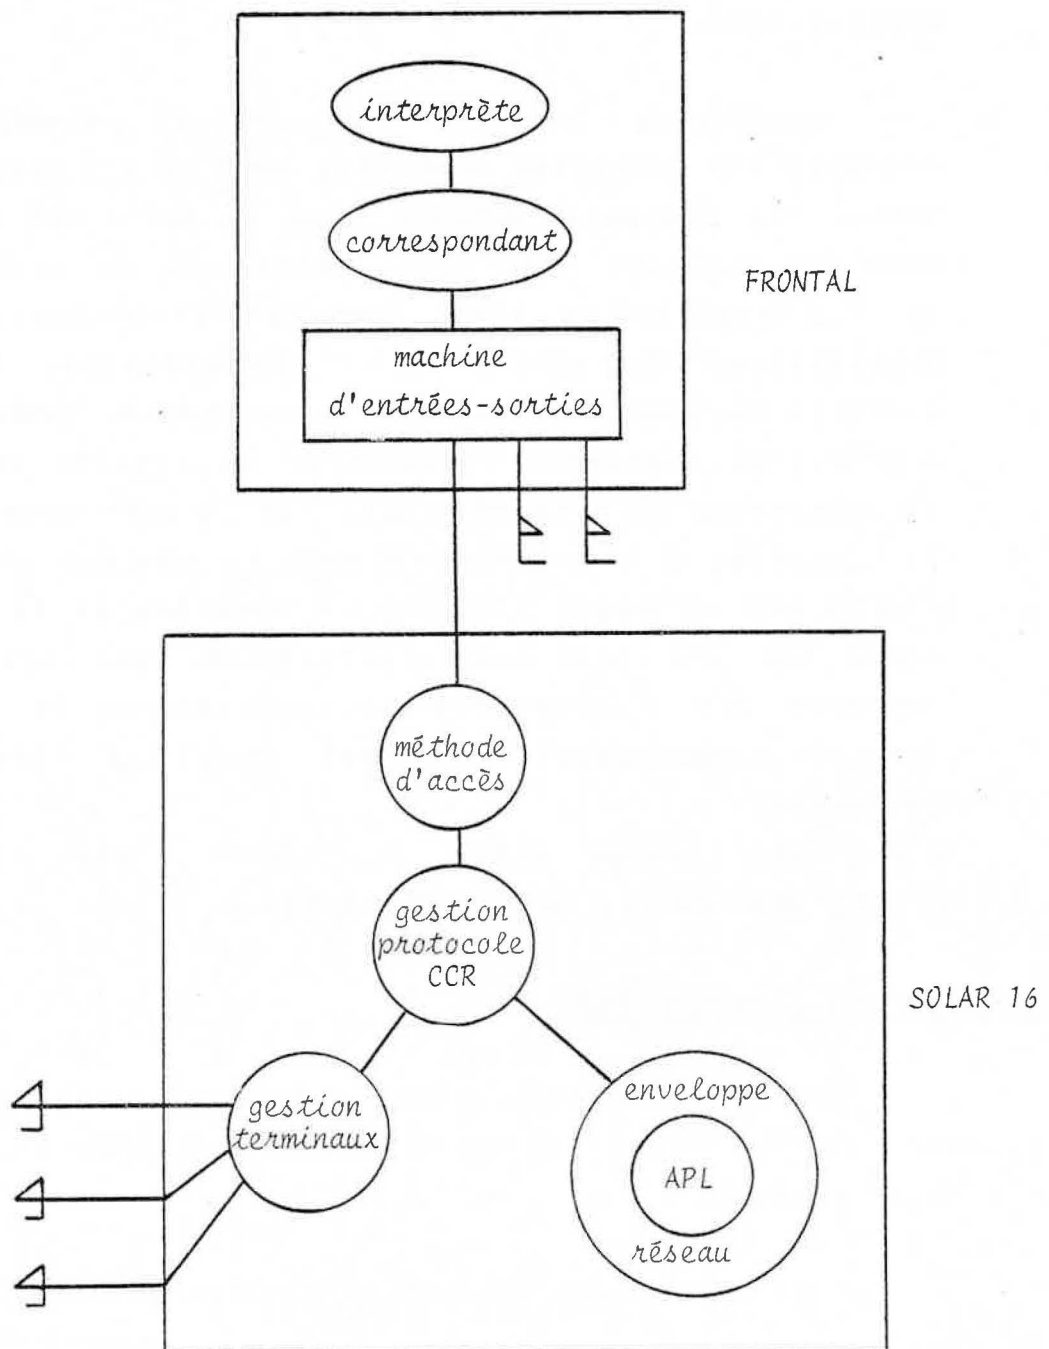 interprète
correspondant
FRONTAL
machine
d'entrées-sorties
méthode
d'accès
gestion
protocole
CCR
SOLAR 16
enveloppe
gestion
terminaux
APL
réseau